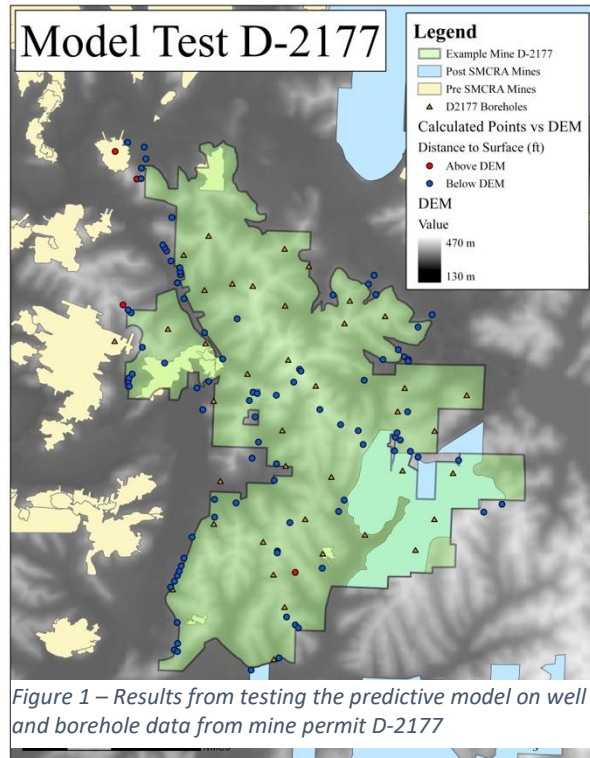 Model Test D-2177
Legend
Example Mine D-2177
Post SMCRA Mines
Pre SMCRA Mines
D2177 Boreholes
Calculated Points vs DEM
Distance to Surface (ft)
Above DEM
Below DEM
DEM
Value
470 m
130 m
Figure 1 – Results from testing the predictive model on well
and borehole data from mine permit D-2177